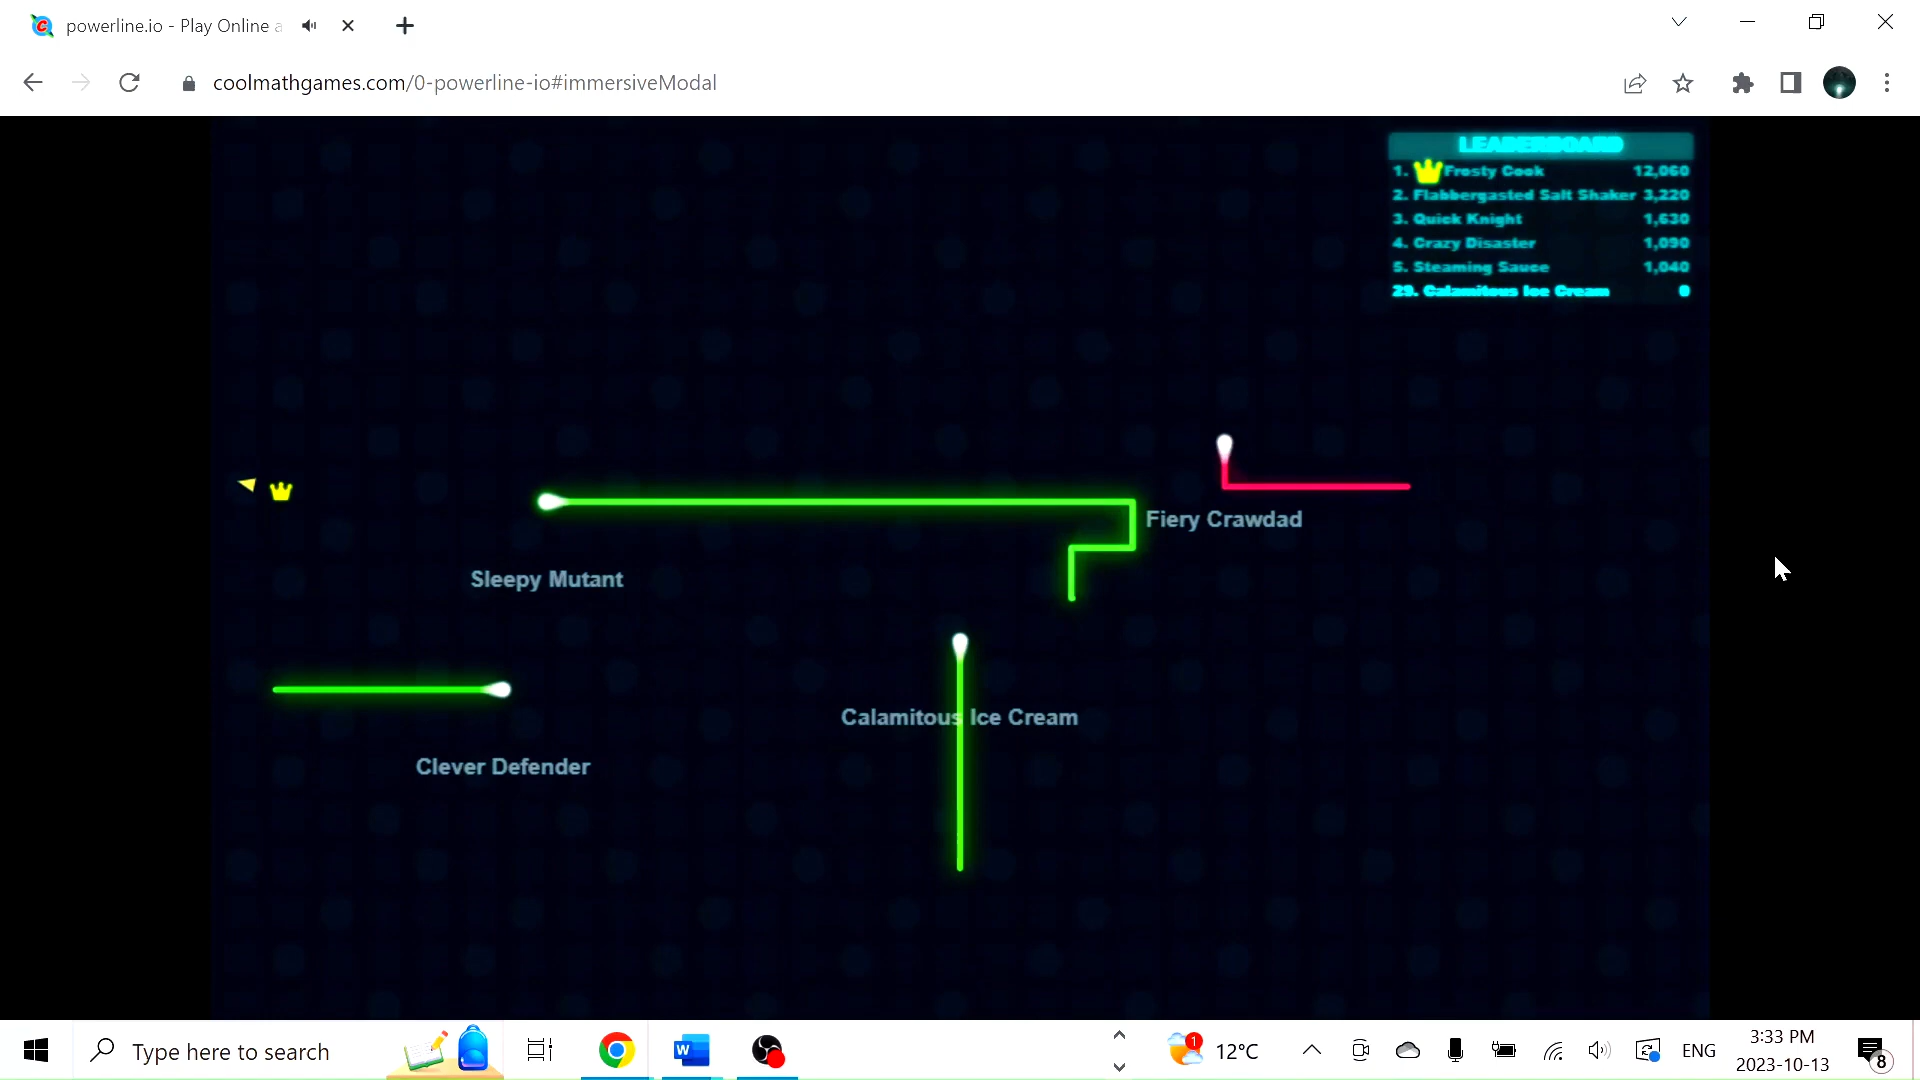 powerline.io - Play Online a
coolmathgames.com/0-powerline-io#immersiveModal
LEADERBOARD
1. Frosty Cook 12,060
2. Flabbergasted Salt Shaker 3,220
3. Quick Knight 1,630
4. Crazy Disaster 1,090
5. Steaming Sauce 1,040
29. Calamitous Ice Cream 0
Fiery Crawdad
Sleepy Mutant
Calamitous Ice Cream
Clever Defender
Type here to search
W
1
12°C
ENG
3:33 PM
2023-10-13
8